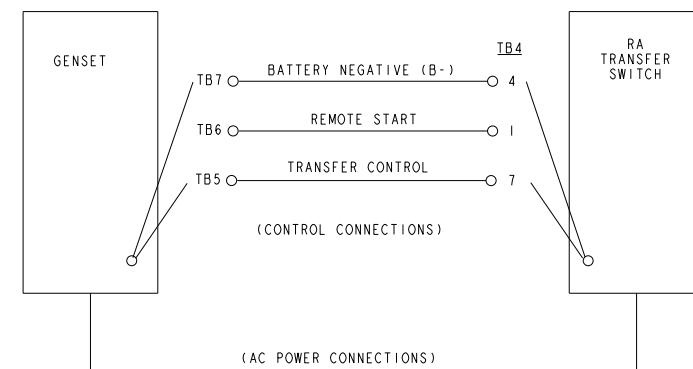 GENSET
TB4
RA
TRANSFER
SWITCH
TB7 BATTERY NEGATIVE (B-) 4
TB6 REMOTE START 1
TB5 TRANSFER CONTROL 7
(CONTROL CONNECTIONS)
(AC POWER CONNECTIONS)